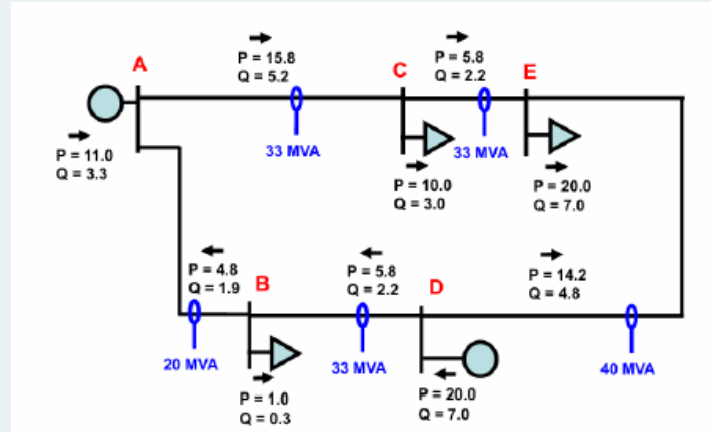 P = 15.8
Q = 5.2
P = 5.8
Q = 2.2
A
C
E
33 MVA
33 MVA
P = 11.0
Q = 3.3
P = 10.0
Q = 3.0
P = 20.0
Q = 7.0
P = 4.8
Q = 1.9
B
P = 5.8
Q = 2.2
D
P = 14.2
Q = 4.8
20 MVA
33 MVA
40 MVA
P = 1.0
Q = 0.3
P = 20.0
Q = 7.0